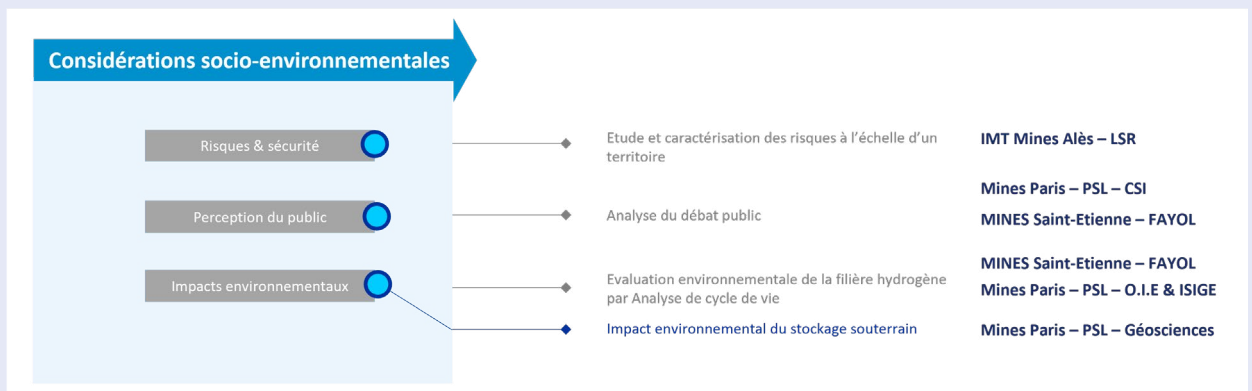 Considérations socio-environnementales
Risques & sécurité
Etude et caractérisation des risques à l'échelle d'un
territoire
IMT Mines Alès – LSR
Perception du public
Analyse du débat public
Mines Paris – PSL – CSI
MINES Saint-Etienne – FAYOL
Impacts environnementaux
Evaluation environnementale de la filière hydrogène
par Analyse de cycle de vie
MINES Saint-Etienne – FAYOL
Mines Paris – PSL – O.I.E & ISIGE
Impact environnemental du stockage souterrain
Mines Paris – PSL – Géosciences